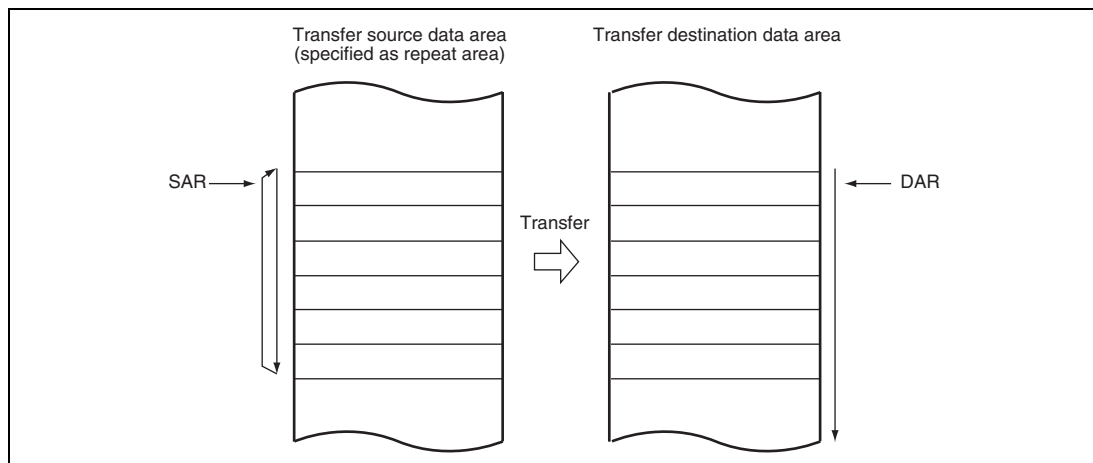 Transfer source data area
(specified as repeat area)
Transfer destination data area
SAR
Transfer
DAR